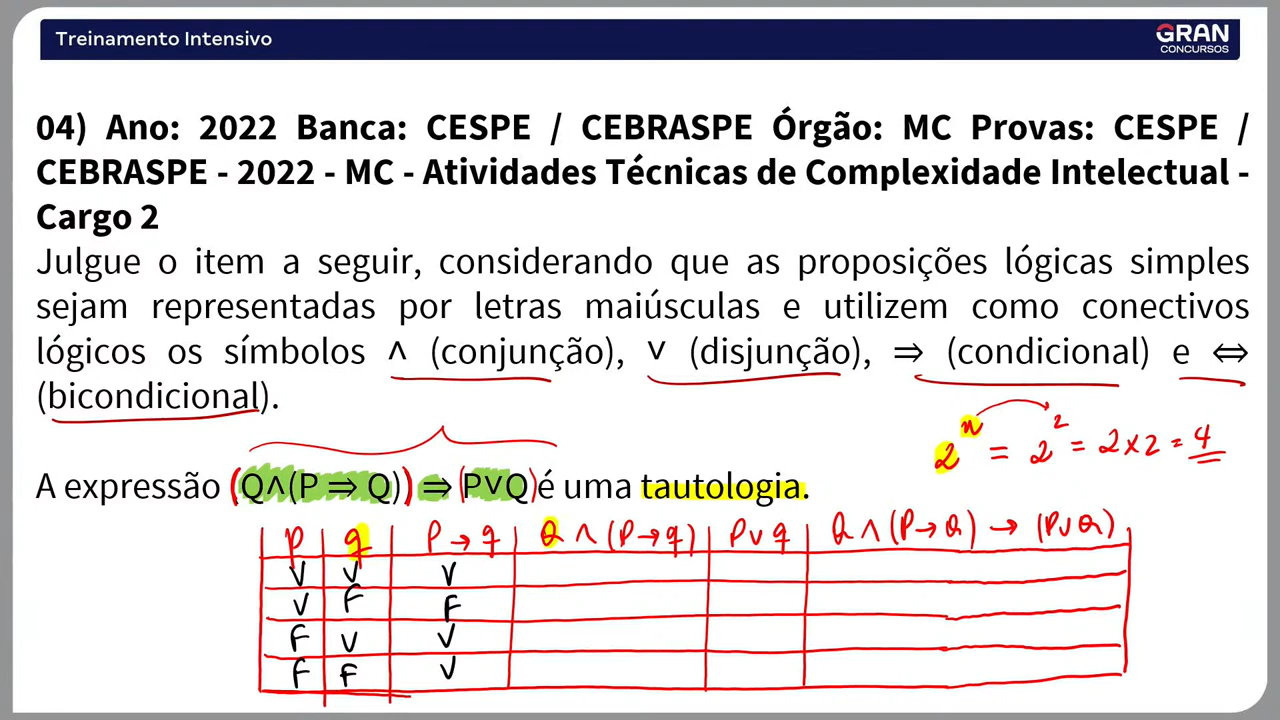 Treinamento Intensivo
GRAN
CONCURSOS
04) Ano: 2022 Banca: CESPE / CEBRASPE Órgão: MC Provas: CESPE /
CEBRASPE - 2022 - MC - Atividades Técnicas de Complexidade Intelectual -
Cargo 2
Julgue o item a seguir, considerando que as proposições lógicas simples
sejam representadas por letras maiúsculas e utilizem como conectivos
lógicos os símbolos ∧ (conjunção), ∨ (disjunção), ⇒ (condicional) e ⇔
(bicondicional).
2ⁿ = 2² = 2×2 = 4
A expressão (Q∧(P ⇒ Q)) ⇒ (P∨Q) é uma tautologia.
P q P → q Q ∧ (P → q) P ∨ q Q ∧ (P → Q) → (P ∨ Q)
V V V
V F F
F V V
F F V